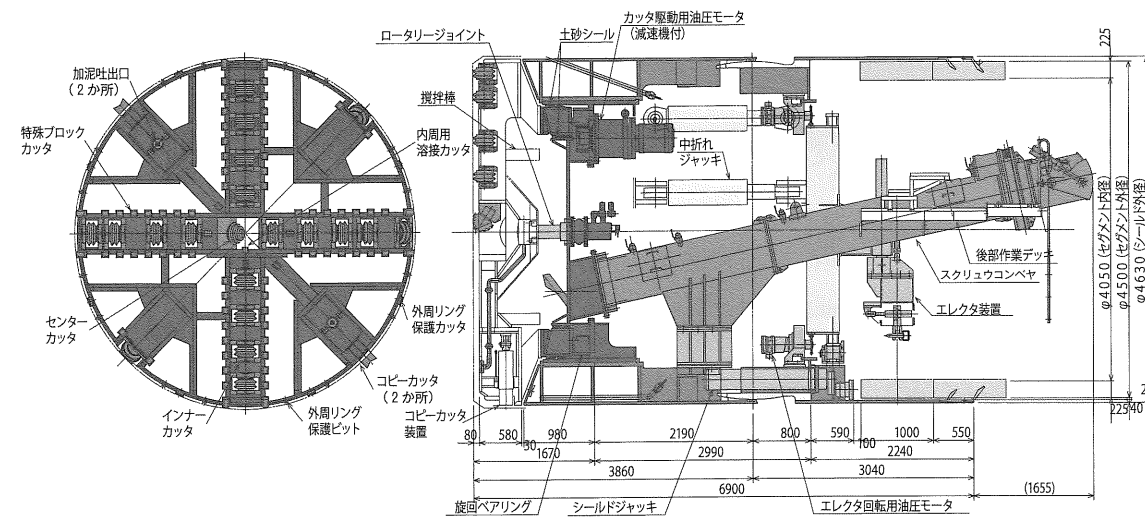 加泥吐出口
(2か所)
特殊ブロック
カッタ
センター
カッタ
インナー
カッタ
外周リング
保護ビット
コピーカッタ
(2か所)
外周リング
保護カッタ
内周用
溶接カッタ
撹拌棒
ロータリージョイント
土砂シール
カッタ駆動用油圧モータ
(減速機付)
中折れ
ジャッキ
後部作業デッキ
スクリュウコンベヤ
エレクタ装置
コピーカッタ
装置
旋回ベアリング
シールドジャッキ
エレクタ回転用油圧モータ
225
φ4050(セグメント内径)
φ4500(セグメント外径)
φ4630(シールド外径)
225
40
80
580
30
980
2190
800
590
100
1000
550
1670
2990
2240
3860
3040
6900
(1655)